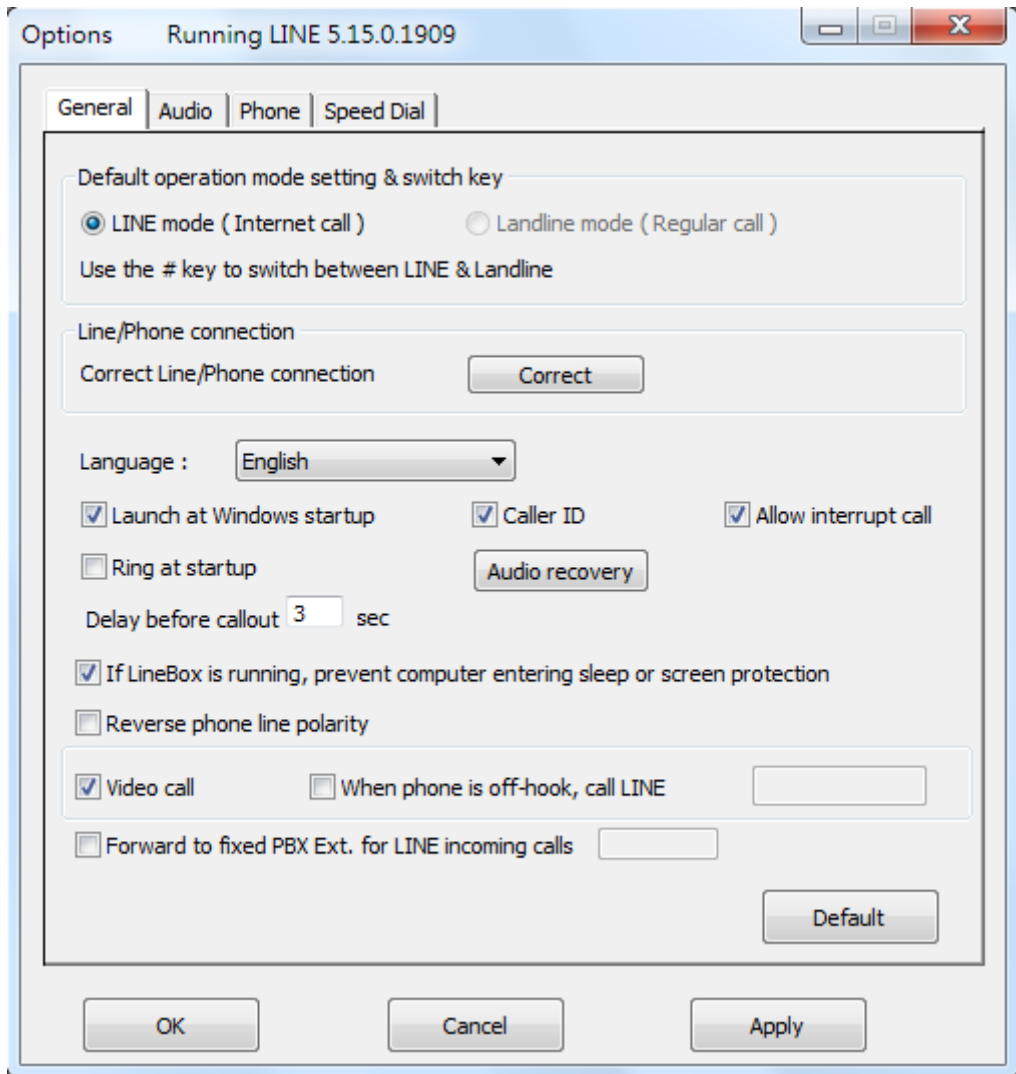 Options Running LINE 5.15.0.1909
General Audio Phone Speed Dial
Default operation mode setting & switch key
LINE mode ( Internet call ) Landline mode ( Regular call )
Use the # key to switch between LINE & Landline
Line/Phone connection
Correct Line/Phone connection Correct
Language : English
Launch at Windows startup Caller ID Allow interrupt call
Ring at startup Audio recovery
Delay before callout 3 sec
If LineBox is running, prevent computer entering sleep or screen protection
Reverse phone line polarity
Video call When phone is off-hook, call LINE
Forward to fixed PBX Ext. for LINE incoming calls
Default
OK Cancel Apply